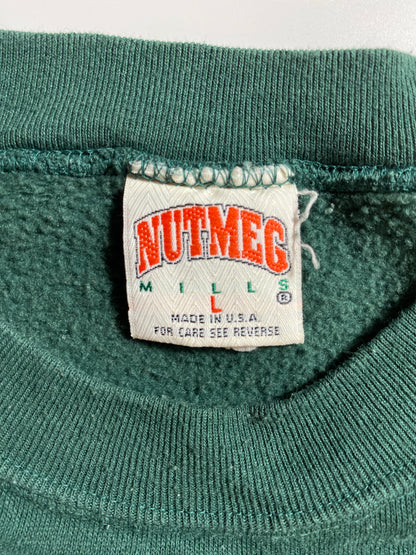 NUTMEG
MILLS ®
L
MADE IN U.S.A.
FOR CARE SEE REVERSE